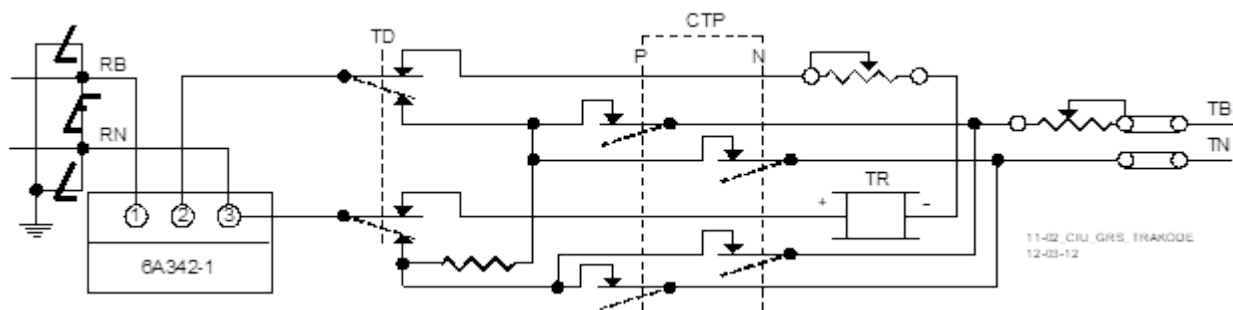 CTP
TD
P
N
RB
TB
RN
TN
TR
+
-
1
2
3
11-02_CIU_GRS_TRAKODE
12-03-12
6A342-1